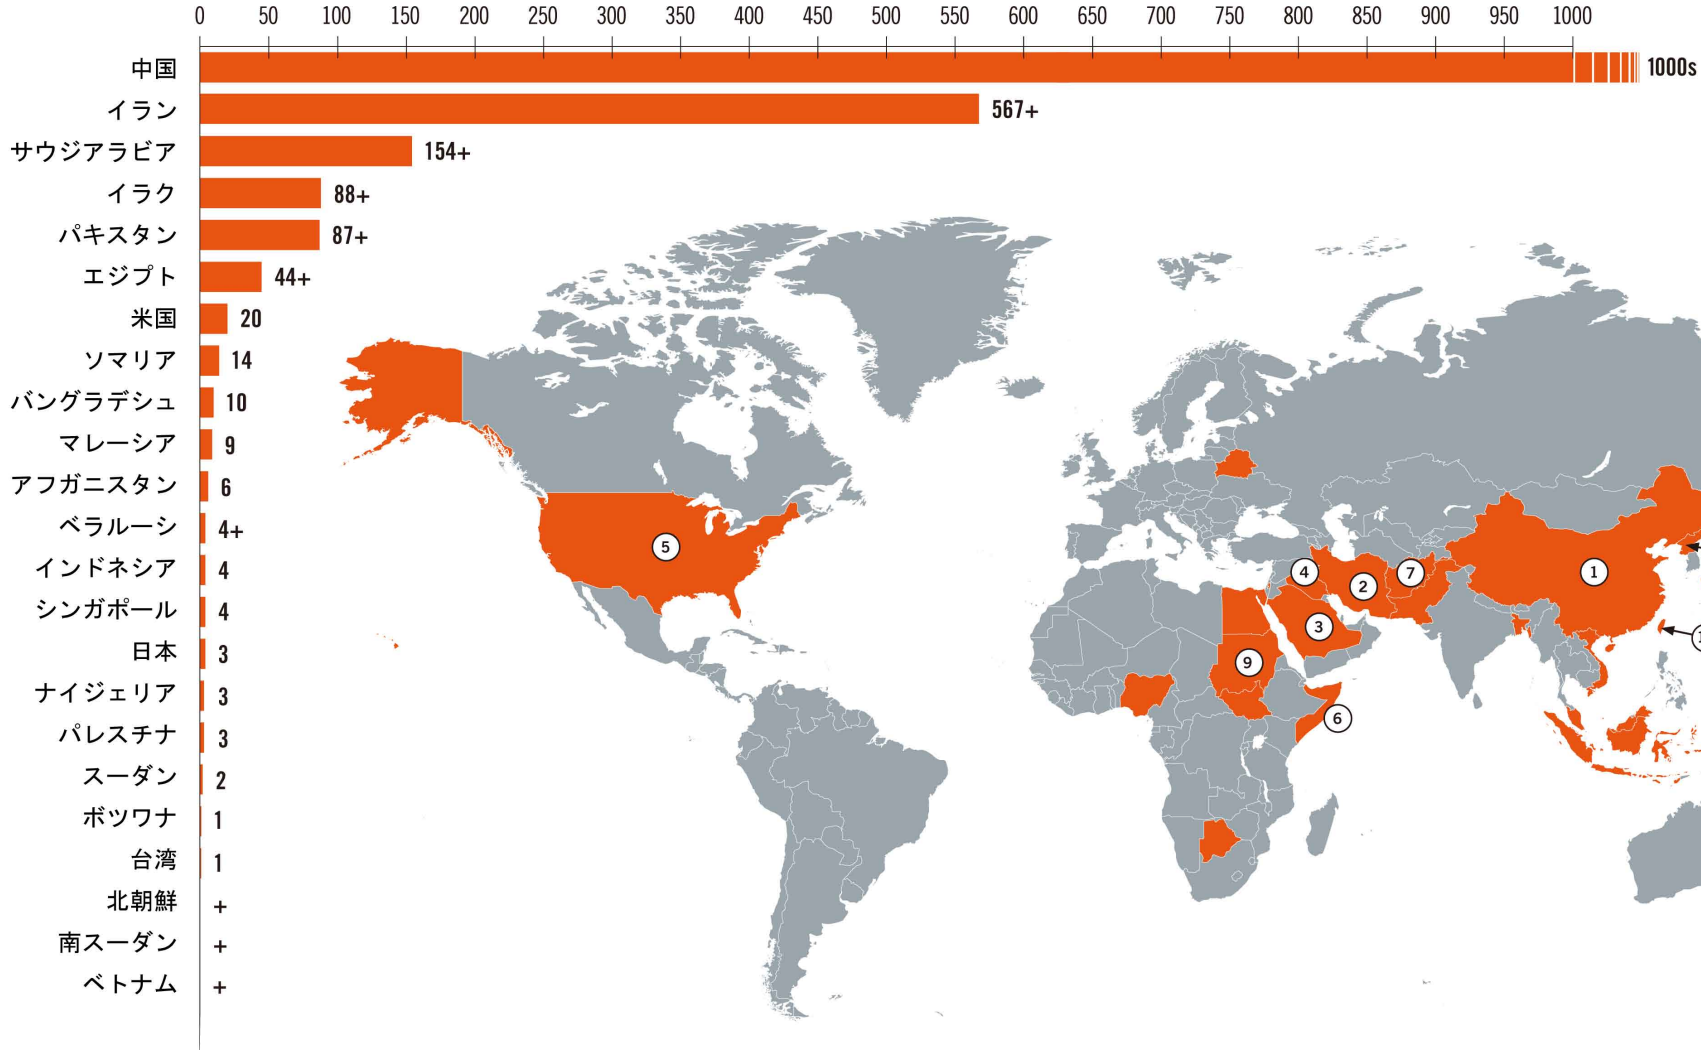 0 50 100 150 200 250 300 350 400 450 500 550 600 650 700 750 800 850 900 950 1000
中国 1000s
イラン 567+
サウジアラビア 154+
イラク 88+
パキスタン 87+
エジプト 44+
米国 20
ソマリア 14
バングラデシュ 10
マレーシア 9
アフガニスタン 6
ベラルーシ 4+
インドネシア 4
シンガポール 4
日本 3
ナイジェリア 3
パレスチナ 3
スーダン 2
ボツワナ 1
台湾 1
北朝鮮 +
南スーダン +
ベトナム +
5
4
2
7
1
3
9
6